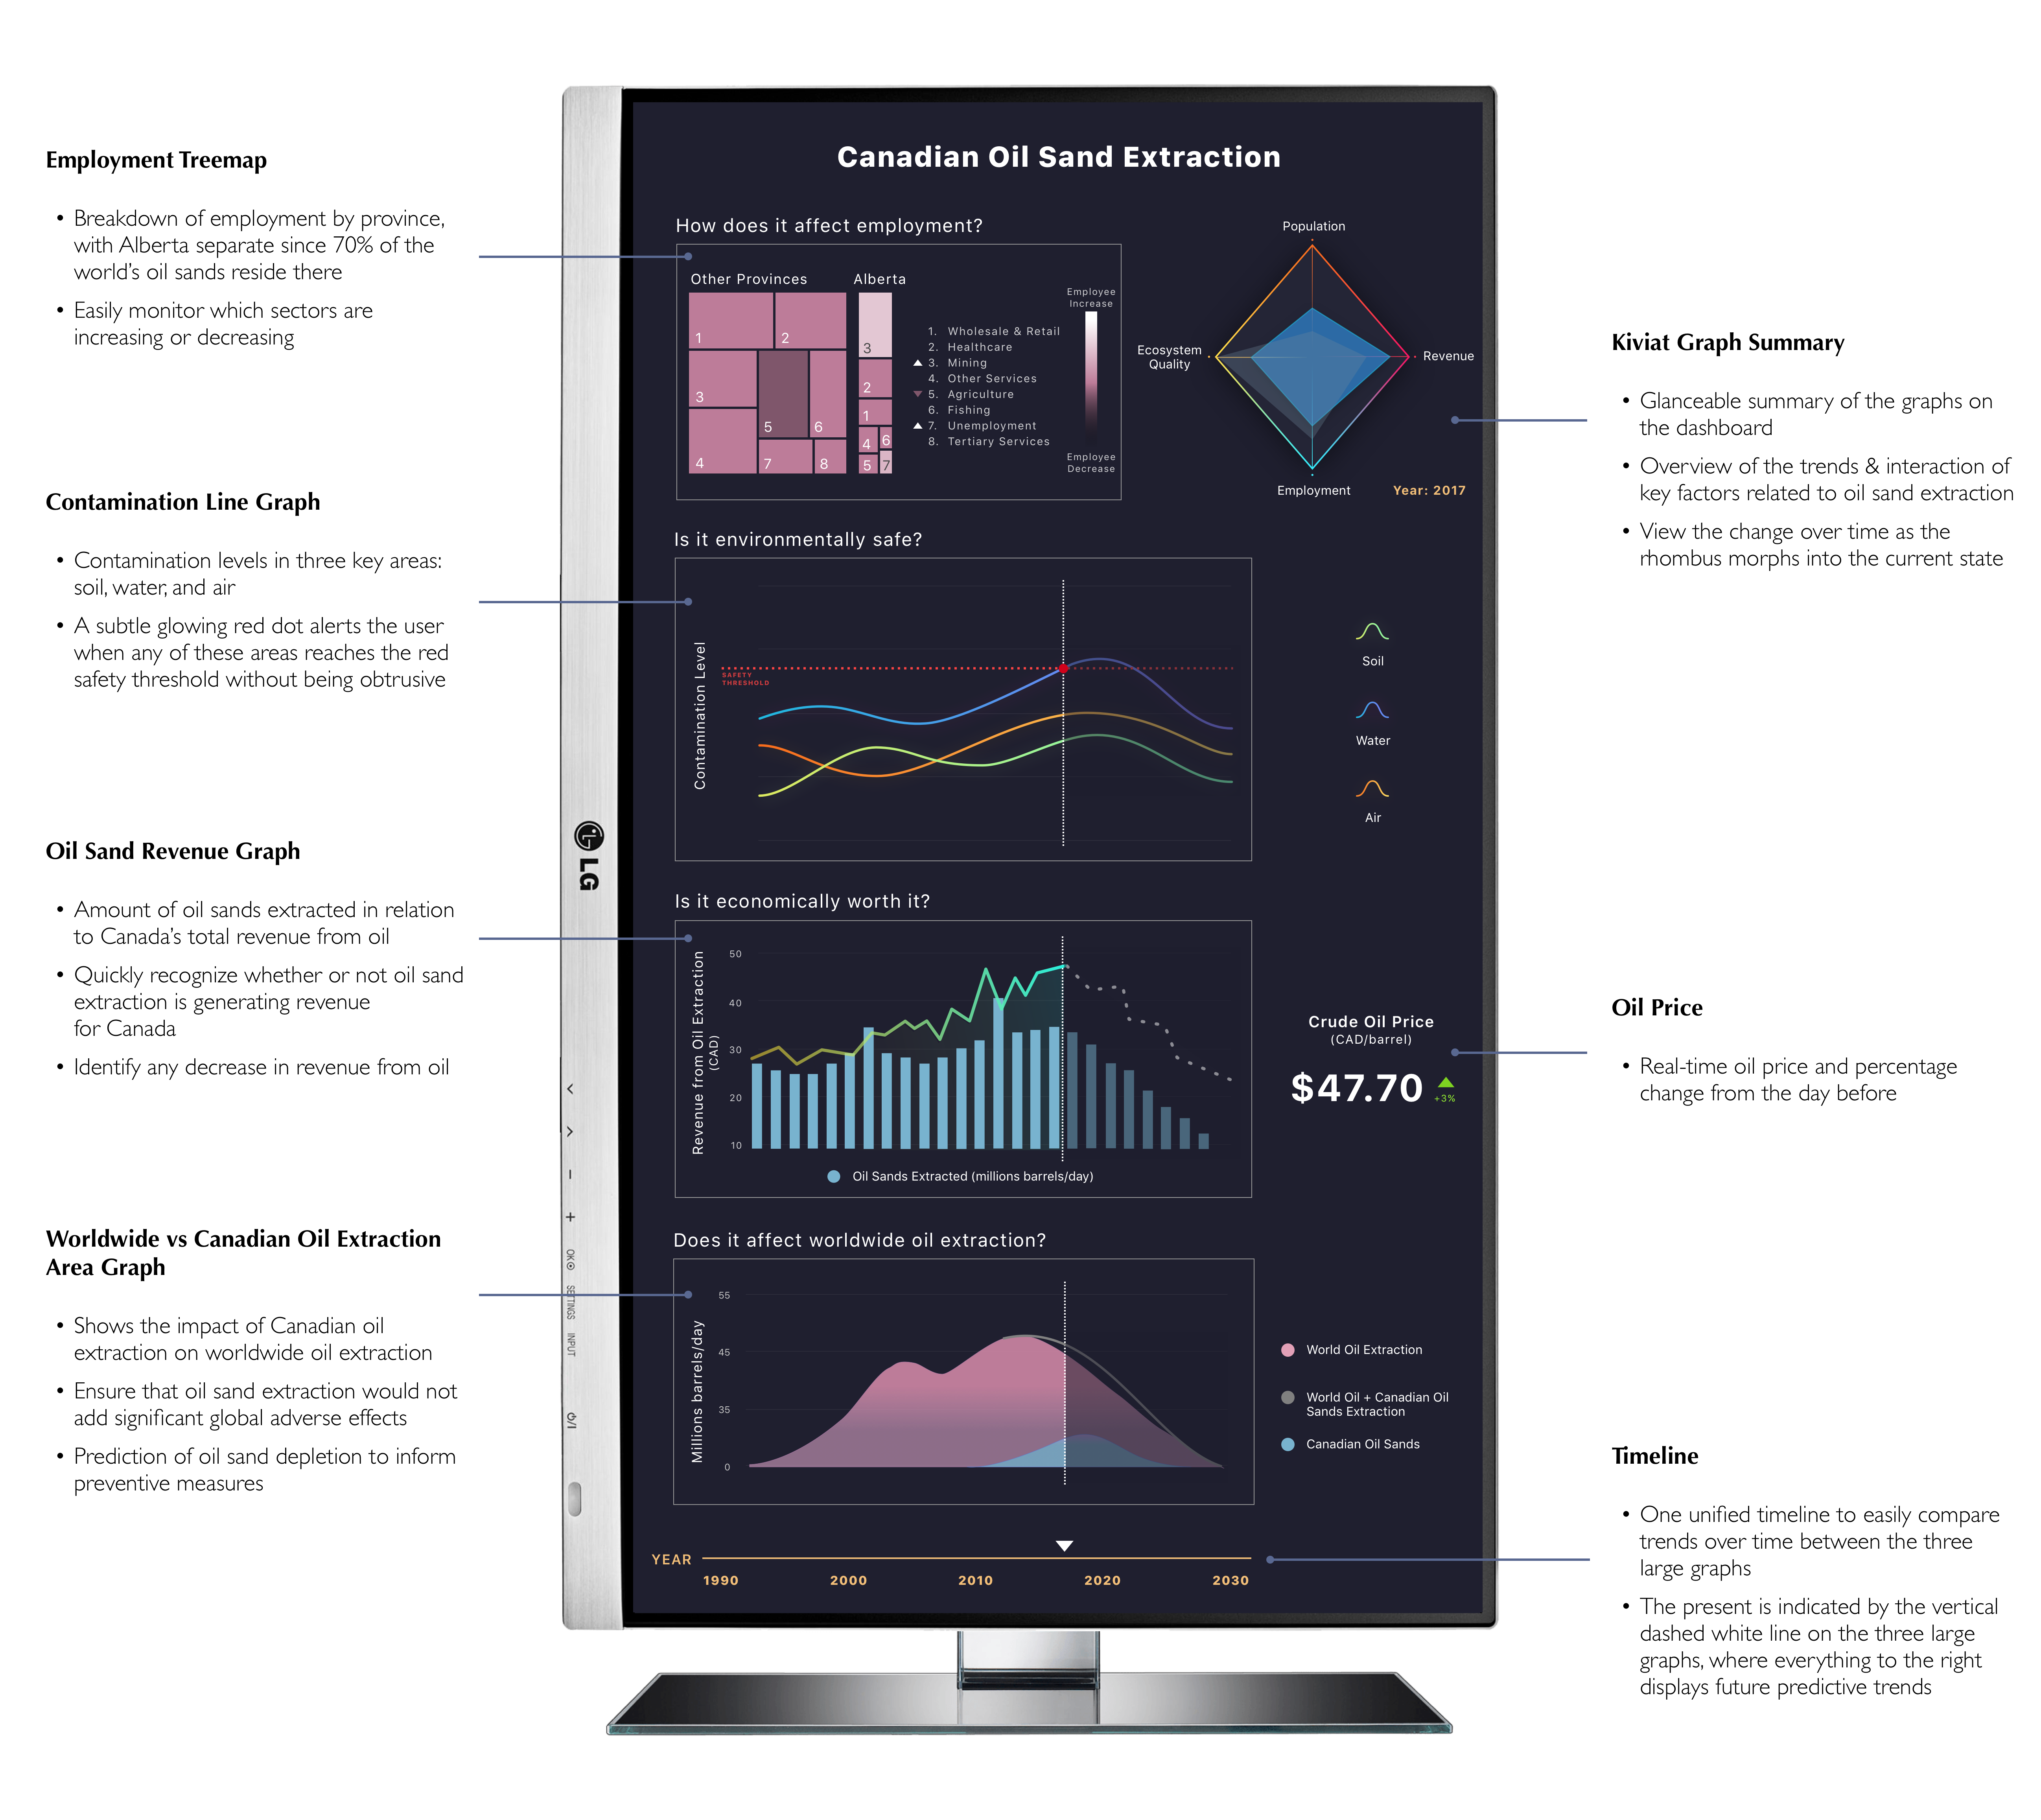 Employment Treemap
• Breakdown of employment by province,
with Alberta separate since 70% of the
world's oil sands reside there
• Easily monitor which sectors are
increasing or decreasing
Contamination Line Graph
• Contamination levels in three key areas:
soil, water, and air
• A subtle glowing red dot alerts the user
when any of these areas reaches the red
safety threshold without being obtrusive
Oil Sand Revenue Graph
• Amount of oil sands extracted in relation
to Canada's total revenue from oil
• Quickly recognize whether or not oil sand
extraction is generating revenue
for Canada
• Identify any decrease in revenue from oil
Worldwide vs Canadian Oil Extraction
Area Graph
• Shows the impact of Canadian oil
extraction on worldwide oil extraction
• Ensure that oil sand extraction would not
add significant global adverse effects
• Prediction of oil sand depletion to inform
preventive measures
LG
OK
SETTINGS
INPUT
Canadian Oil Sand Extraction
How does it affect employment?
Other Provinces
Alberta
1
2
3
4
5
6
7
8
3
2
1
4
6
5
7
1. Wholesale & Retail
2. Healthcare
3. Mining
4. Other Services
5. Agriculture
6. Fishing
7. Unemployment
8. Tertiary Services
Employee
Increase
Employee
Decrease
Population
Ecosystem
Quality
Revenue
Employment
Year: 2017
Is it environmentally safe?
Contamination Level
SAFETY
THRESHOLD
Soil
Water
Air
Is it economically worth it?
Revenue from Oil Extraction
(CAD)
50
40
30
20
10
Oil Sands Extracted (millions barrels/day)
Crude Oil Price
(CAD/barrel)
$47.70
+3%
Does it affect worldwide oil extraction?
Millions barrels/day
55
45
35
0
World Oil Extraction
World Oil + Canadian Oil
Sands Extraction
Canadian Oil Sands
YEAR
1990 2000 2010 2020 2030
Kiviat Graph Summary
• Glanceable summary of the graphs on
the dashboard
• Overview of the trends & interaction of
key factors related to oil sand extraction
• View the change over time as the
rhombus morphs into the current state
Oil Price
• Real-time oil price and percentage
change from the day before
Timeline
• One unified timeline to easily compare
trends over time between the three
large graphs
• The present is indicated by the vertical
dashed white line on the three large
graphs, where everything to the right
displays future predictive trends